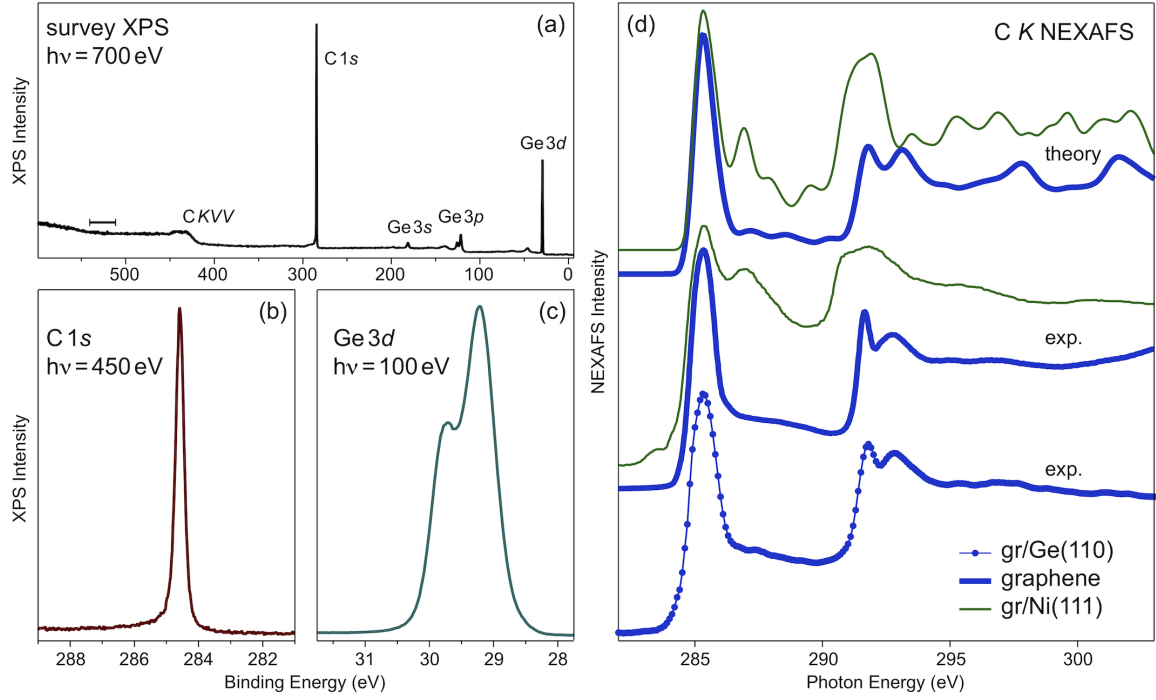 (a)
survey XPS
hν = 700 eV
C 1s
Ge 3d
C KVV
Ge 3s
Ge 3p
XPS Intensity
500 400 300 200 100 0
(b)
C 1s
hν = 450 eV
XPS Intensity
288 286 284 282
(c)
Ge 3d
hν = 100 eV
31 30 29 28
Binding Energy (eV)
(d)
C K NEXAFS
theory
exp.
exp.
gr/Ge(110)
graphene
gr/Ni(111)
NEXAFS Intensity
285 290 295 300
Photon Energy (eV)